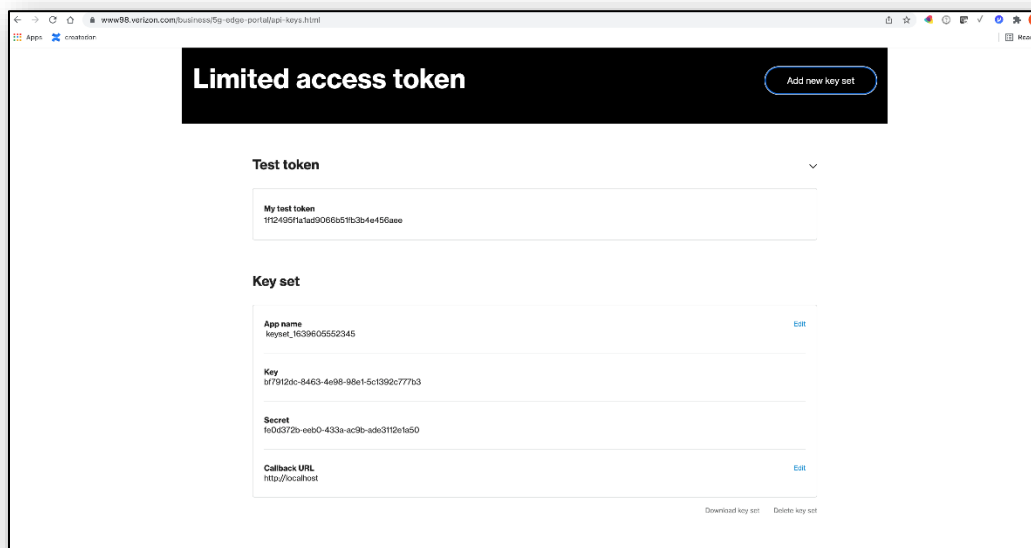 www98.verizon.com/business/5g-edge-portal/api-keys.html
Apps createdon
Limited access token
Add new key set
Test token
My test token
1f12495f1a1ad9066b51fb3b4e456aee
Key set
App name
Edit
keyset_1639605552345
Key
bf7912dc-8463-4e98-98e1-5c1392c777b3
Secret
fe0d372b-eeb0-433a-ac9b-ade3112e1a50
Callback URL
Edit
http://localhost
Download key set Delete key set